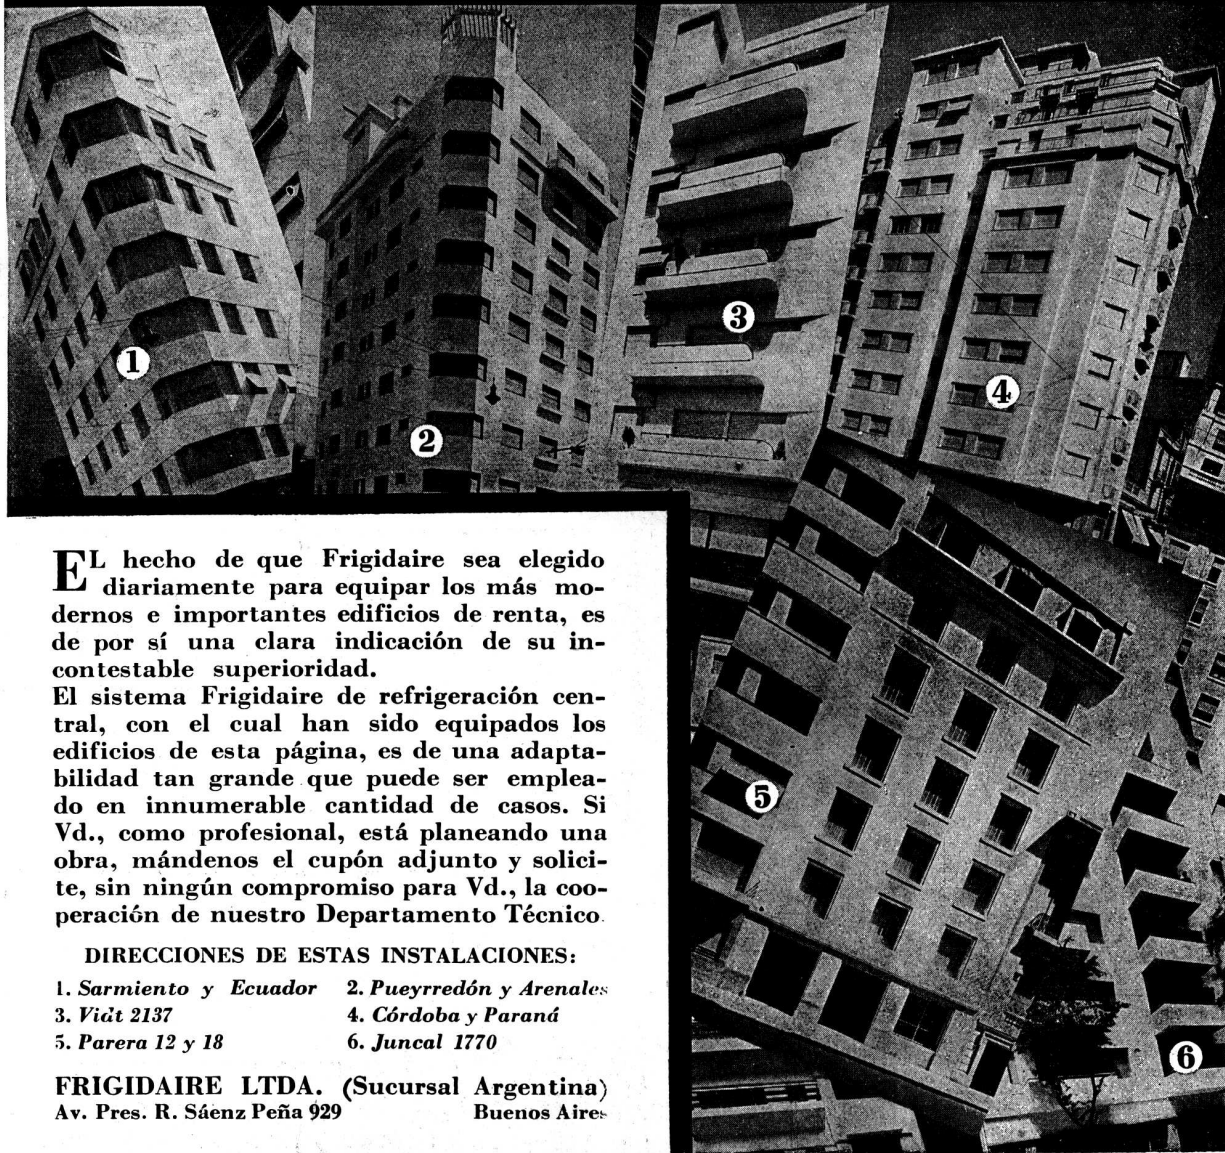 1
2
3
4
5
6
EL hecho de que Frigidaire sea elegido
diariamente para equipar los más mo-
dernos e importantes edificios de renta, es
de por sí una clara indicación de su in-
contestable superioridad.
El sistema Frigidaire de refrigeración cen-
tral, con el cual han sido equipados los
edificios de esta página, es de una adapta-
bilidad tan grande que puede ser emplea-
do en innumerable cantidad de casos. Si
Vd., como profesional, está planeando una
obra, mándenos el cupón adjunto y solici-
te, sin ningún compromiso para Vd., la coo-
peración de nuestro Departamento Técnico.
DIRECCIONES DE ESTAS INSTALACIONES:
1. Sarmiento y Ecuador 2. Pueyrredón y Arenales
3. Vidt 2137 4. Córdoba y Paraná
5. Parera 12 y 18 6. Juncal 1770
FRIGIDAIRE LTDA. (Sucursal Argentina)
Av. Pres. R. Sáenz Peña 929 Buenos Aires